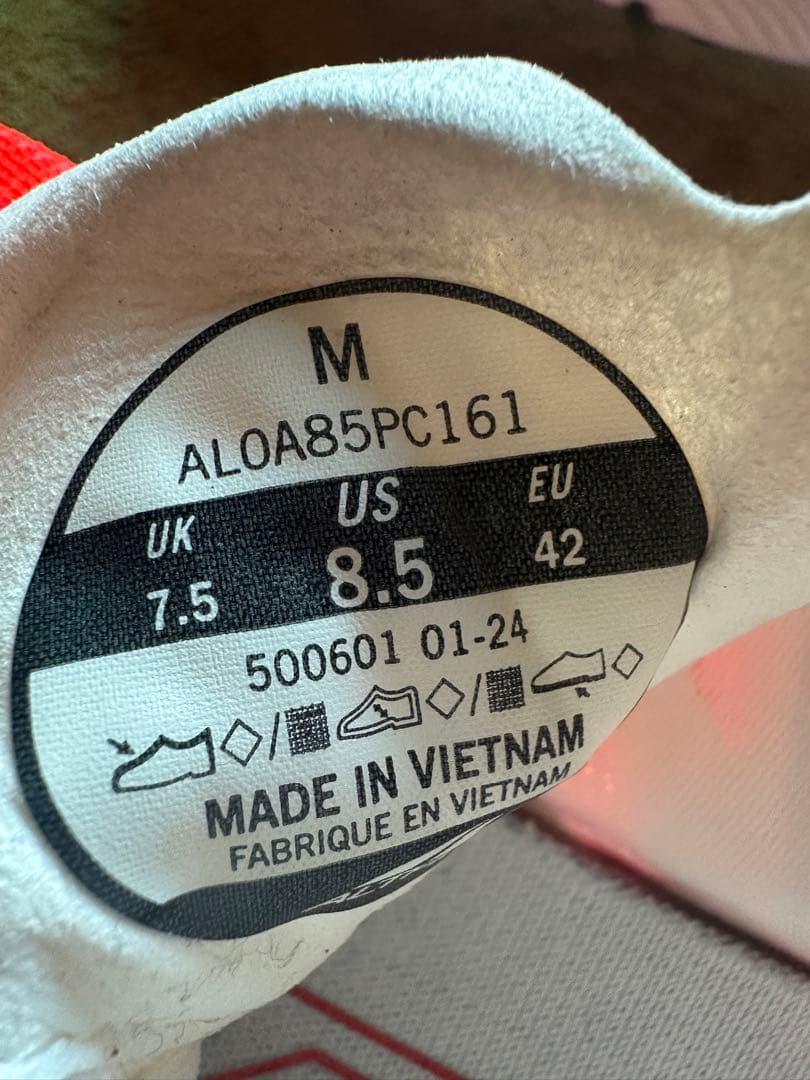 M
AL0A85PC161
UK US EU
7.5 8.5 42
500601 01-24
MADE IN VIETNAM
FABRIQUE EN VIETNAM